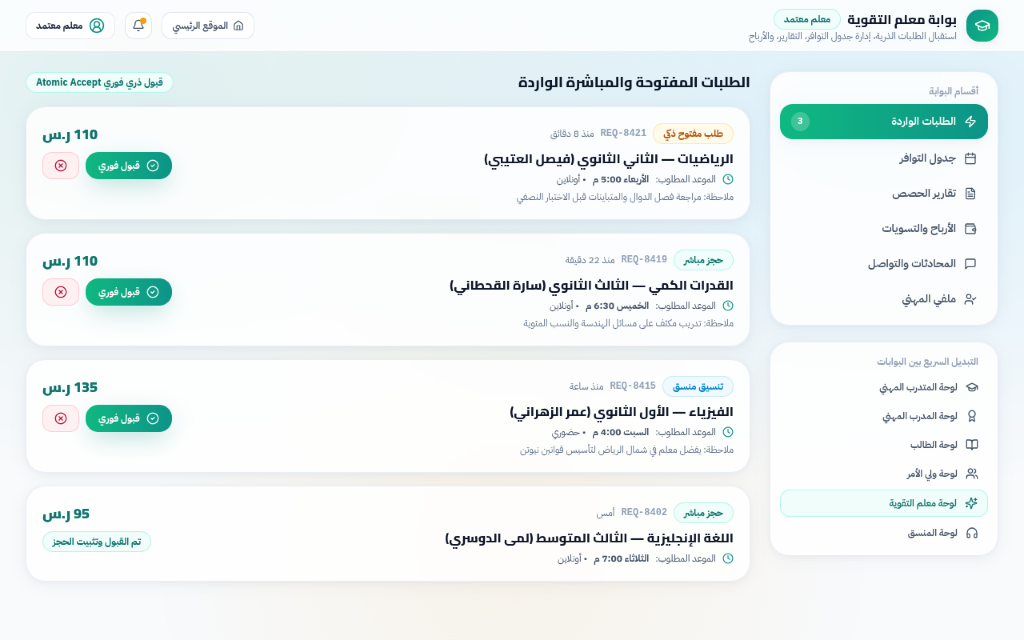 بوابة معلم التقوية
معلم معتمد
استقبال الطلبات الذرية، إدارة جدول التوافر، التقارير، والأرباح
الموقع الرئيسي
معلم معتمد
أقسام البوابة
الطلبات الواردة
3
جدول التوافر
تقارير الحصص
الأرباح والتسويات
المحادثات والتواصل
ملفي المهني
التبديل السريع بين البوابات
لوحة المتدرب المهني
لوحة المدرب المهني
لوحة الطالب
لوحة ولي الأمر
لوحة معلم التقوية
لوحة المنسق
الطلبات المفتوحة والمباشرة الواردة
قبول ذري فوري Atomic Accept
طلب مفتوح ذكي REQ-8421 منذ 8 دقائق
110 ر.س
الرياضيات — الثاني الثانوي (فيصل العتيبي)
قبول فوري
الموعد المطلوب: الأربعاء 5:00 م • أونلاين
ملاحظة: مراجعة فصل الدوال والمتباينات قبل الاختبار النصفي
حجز مباشر REQ-8419 منذ 22 دقيقة
110 ر.س
القدرات الكمي — الثالث الثانوي (سارة القحطاني)
قبول فوري
الموعد المطلوب: الخميس 6:30 م • أونلاين
ملاحظة: تدريب مكثف على مسائل الهندسة والنسب المئوية
تنسيق منسق REQ-8415 منذ ساعة
135 ر.س
الفيزياء — الأول الثانوي (عمر الزهراني)
قبول فوري
الموعد المطلوب: السبت 4:00 م • حضوري
ملاحظة: يفضل معلم في شمال الرياض لتأسيس قوانين نيوتن
حجز مباشر REQ-8402 أمس
95 ر.س
اللغة الإنجليزية — الثالث المتوسط (لمى الدوسري)
تم القبول وتثبيت الحجز
الموعد المطلوب: الثلاثاء 7:00 م • أونلاين